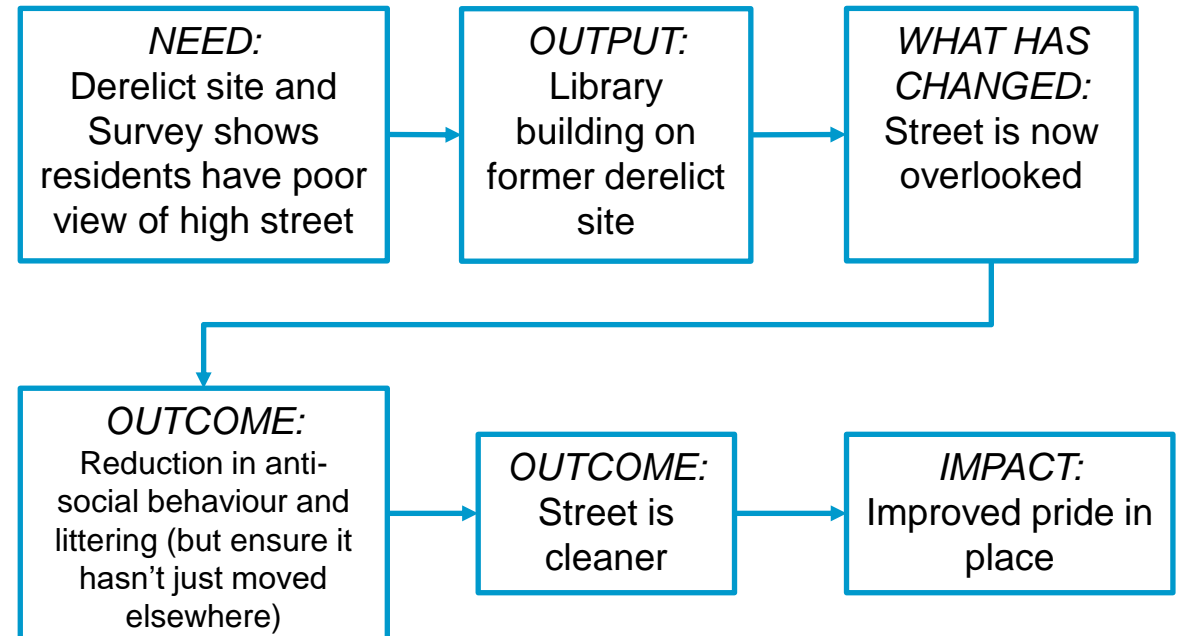 NEED:
Derelict site and
Survey shows
residents have poor
view of high street
OUTPUT:
Library
building on
former derelict
site
WHAT HAS
CHANGED:
Street is now
overlooked
OUTCOME:
Reduction in anti-
social behaviour and
littering (but ensure it
hasn’t just moved
elsewhere)
OUTCOME:
Street is
cleaner
IMPACT:
Improved pride in
place